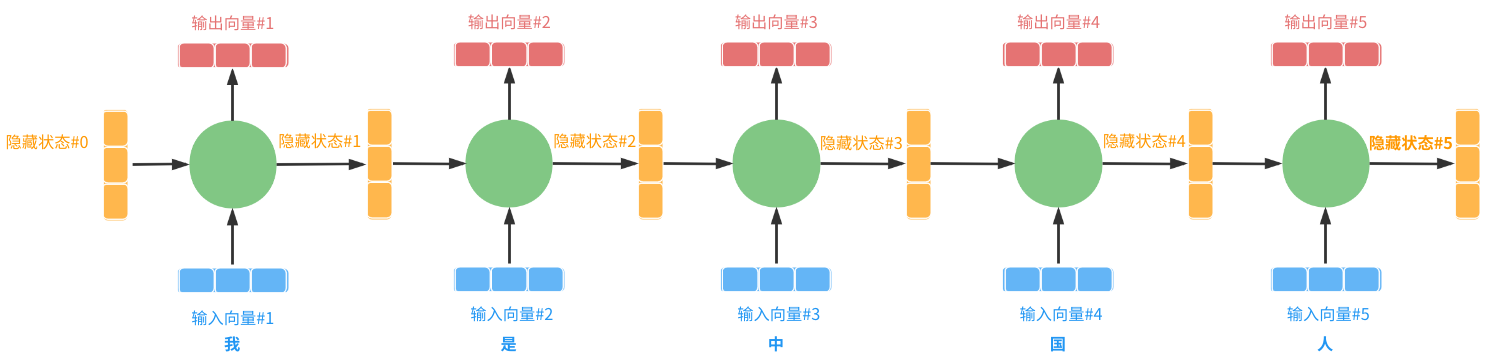 输出向量#1
输出向量#2
输出向量#3
输出向量#4
输出向量#5
隐藏状态#0
隐藏状态#1
隐藏状态#2
隐藏状态#3
隐藏状态#4
隐藏状态#5
输入向量#1
输入向量#2
输入向量#3
输入向量#4
输入向量#5
我
是
中
国
人